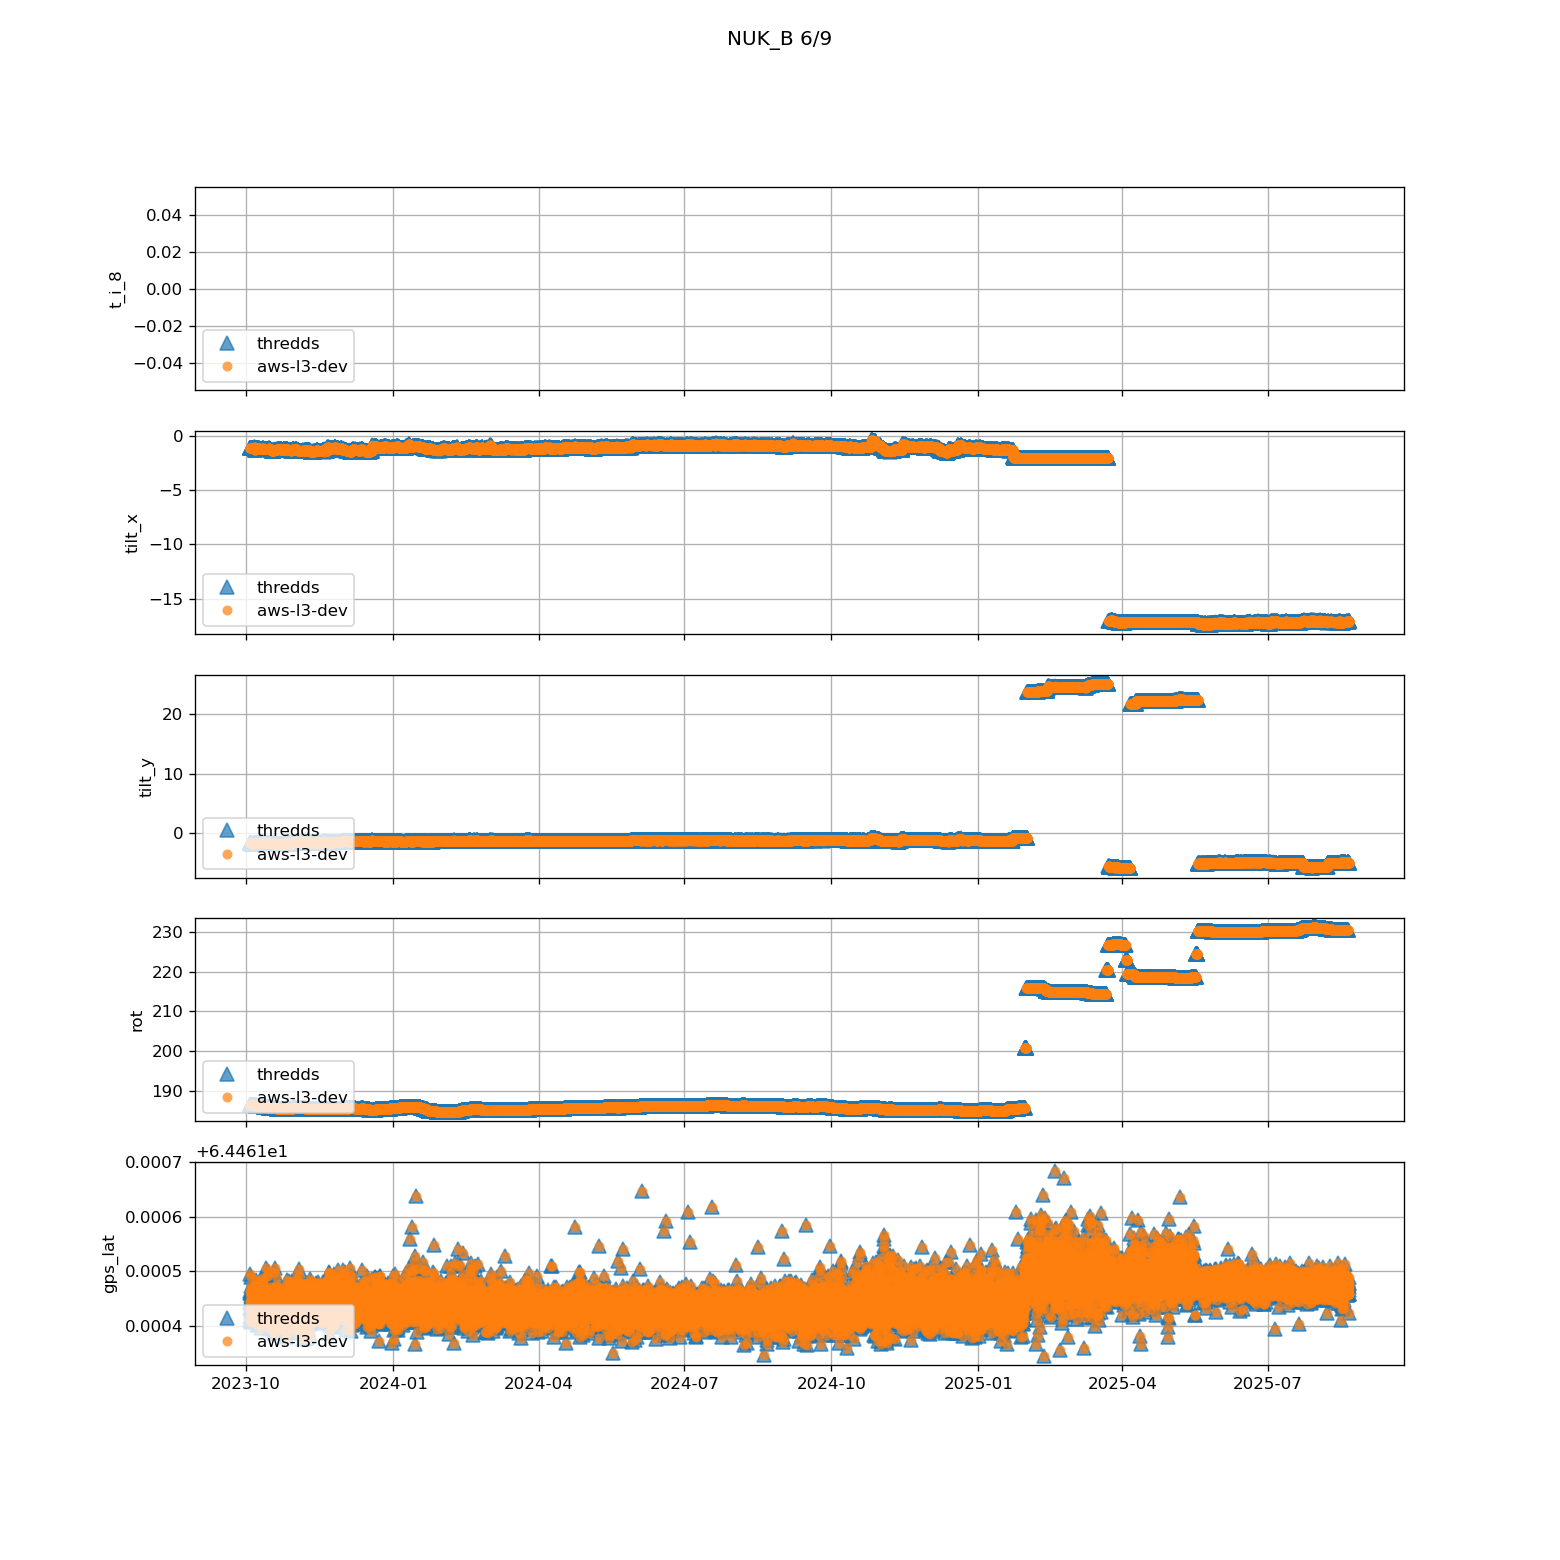 NUK_B 6/9
t_i_8
0.04
0.02
0.00
−0.02
−0.04
thredds
aws-l3-dev
tilt_x
0
−5
−10
−15
thredds
aws-l3-dev
tilt_y
20
10
0
thredds
aws-l3-dev
rot
230
220
210
200
190
thredds
aws-l3-dev
+6.4461e1
gps_lat
0.0007
0.0006
0.0005
0.0004
thredds
aws-l3-dev
2023-10 2024-01 2024-04 2024-07 2024-10 2025-01 2025-04 2025-07